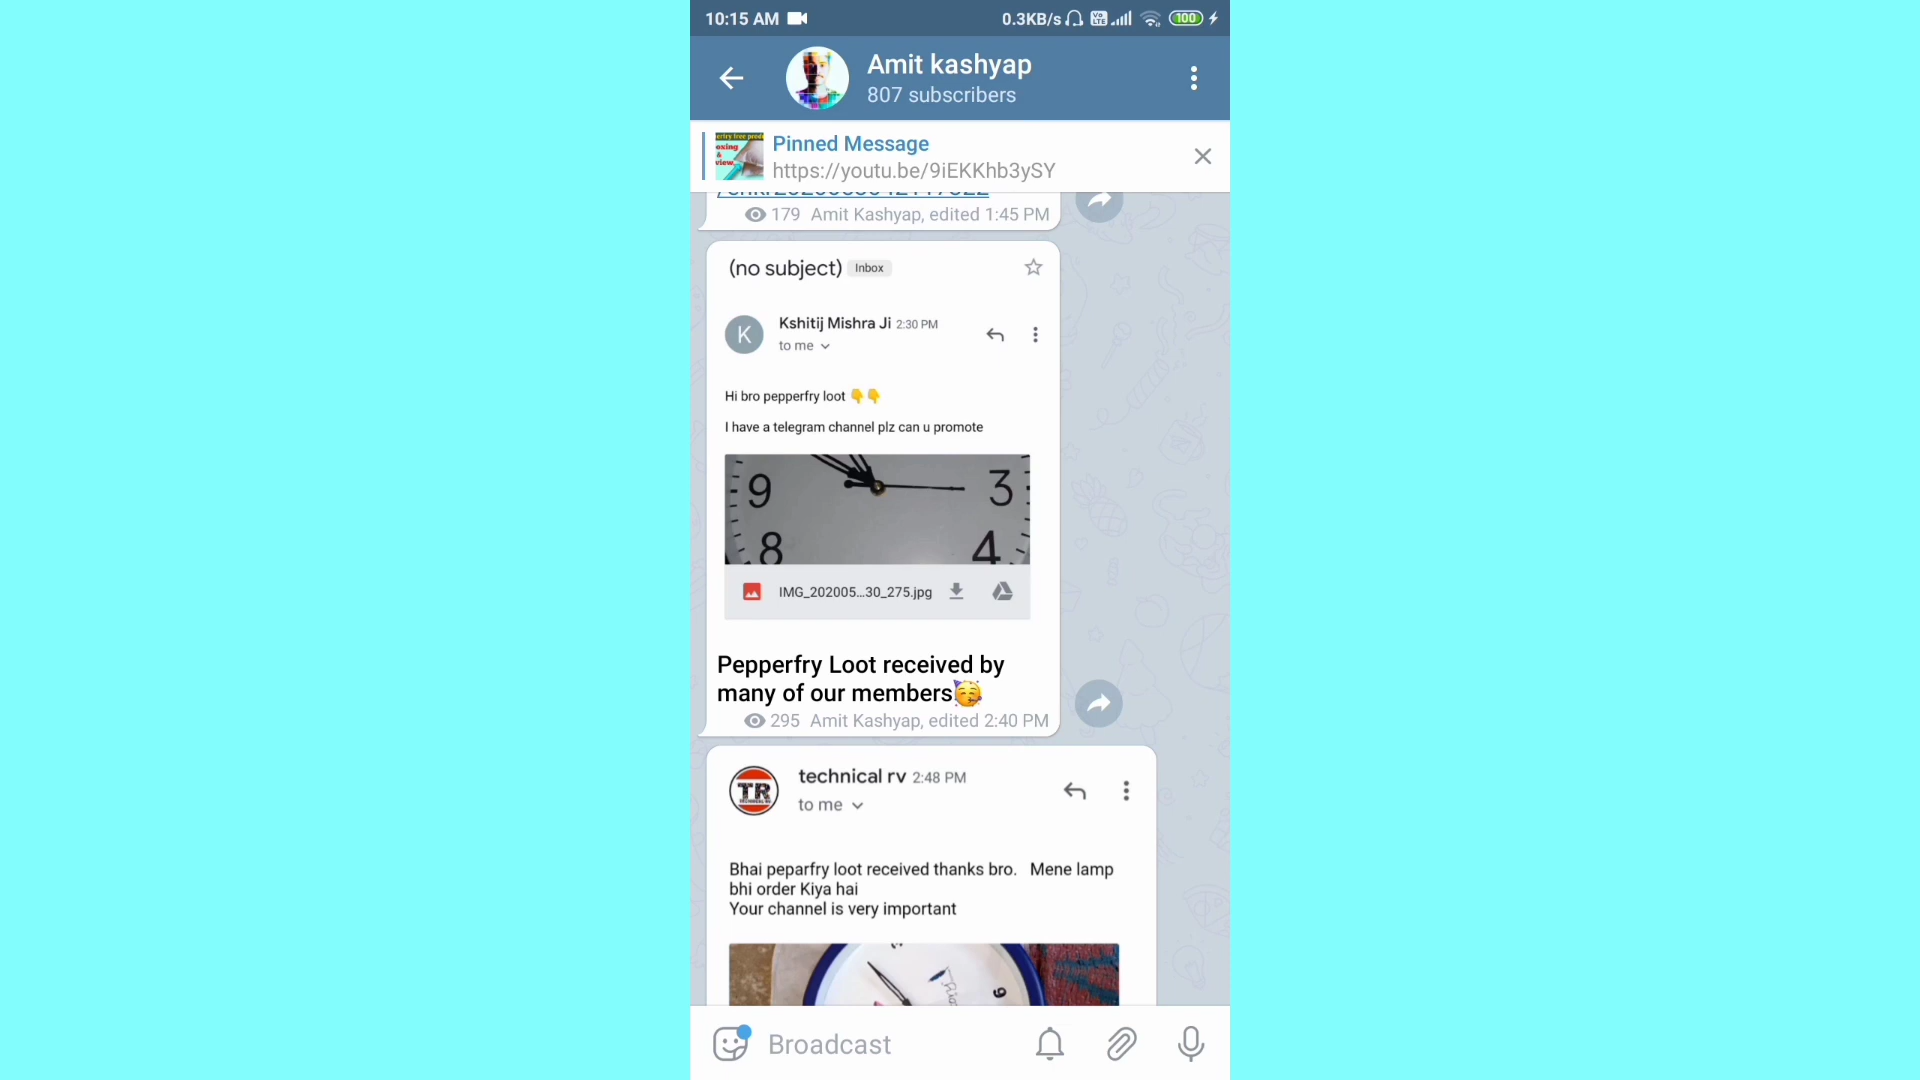 10:15 AM
0.3KB/s
Vo LTE
100
Amit kashyap
807 subscribers
Pinned Message
https://youtu.be/9iEKKhb3ySY
179 Amit Kashyap, edited 1:45 PM
(no subject) Inbox
K
Kshitij Mishra Ji 2:30 PM
to me
Hi bro pepperfry loot 👇👇
I have a telegram channel plz can u promote
9 3
8 4
IMG_202005...30_275.jpg
Pepperfry Loot received by
many of our members🥳
295 Amit Kashyap, edited 2:40 PM
TR
technical rv 2:48 PM
to me
Bhai peparfry loot received thanks bro. Mene lamp
bhi order Kiya hai
Your channel is very important
Broadcast